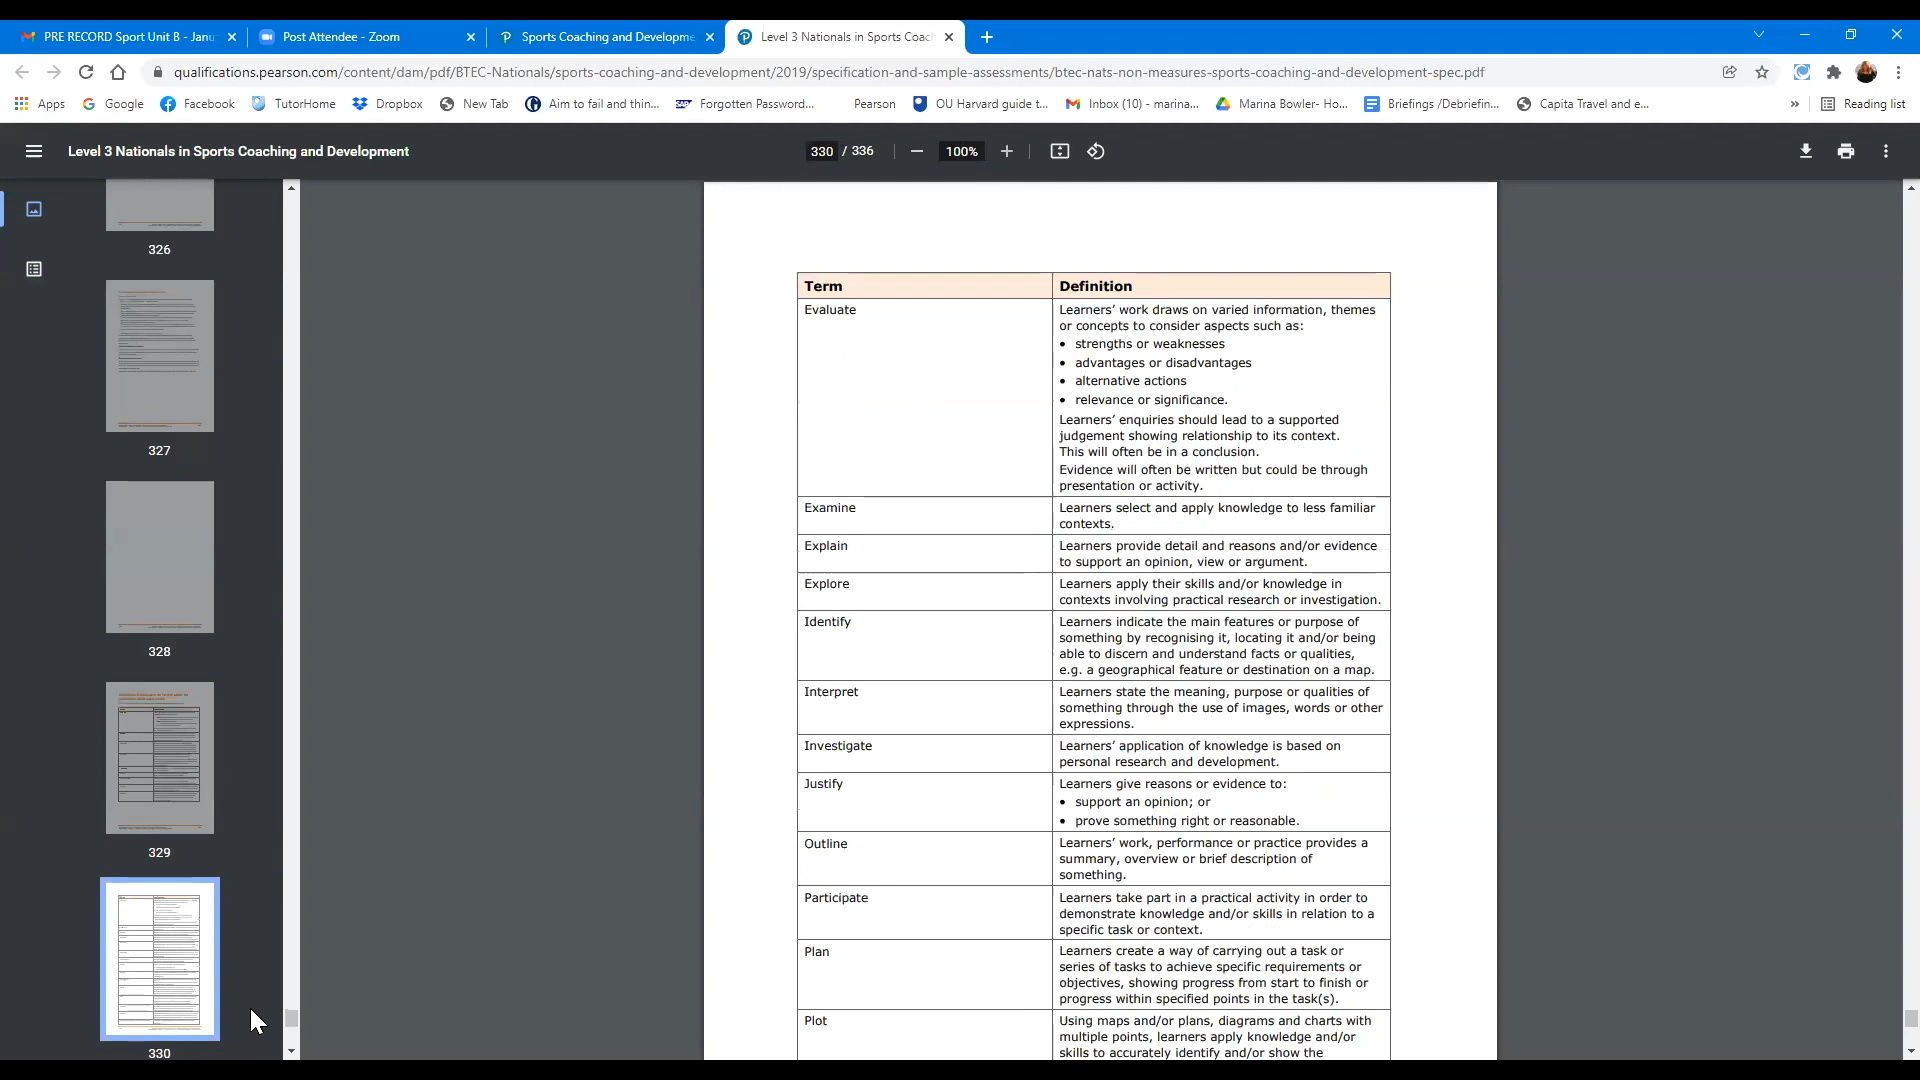 PRE RECORD Sport Unit B - Janu
Post Attendee - Zoom
Sports Coaching and Developme
Level 3 Nationals in Sports Coach
qualifications.pearson.com/content/dam/pdf/BTEC-Nationals/sports-coaching-and-development/2019/specification-and-sample-assessments/btec-nats-non-measures-sports-coaching-and-development-spec.pdf
Apps
Google
Facebook
TutorHome
Dropbox
New Tab
Aim to fail and thin...
Forgotten Password...
Pearson
OU Harvard guide t...
Inbox (10) - marina...
Marina Bowler- Ho...
Briefings /Debriefin...
Capita Travel and e...
»
Reading list
Level 3 Nationals in Sports Coaching and Development
330 / 336
100%
326
327
328
329
330
Term
Definition
Evaluate
Learners’ work draws on varied information, themes
or concepts to consider aspects such as:
• strengths or weaknesses
• advantages or disadvantages
• alternative actions
• relevance or significance.
Learners’ enquiries should lead to a supported
judgement showing relationship to its context.
This will often be in a conclusion.
Evidence will often be written but could be through
presentation or activity.
Examine
Learners select and apply knowledge to less familiar
contexts.
Explain
Learners provide detail and reasons and/or evidence
to support an opinion, view or argument.
Explore
Learners apply their skills and/or knowledge in
contexts involving practical research or investigation.
Identify
Learners indicate the main features or purpose of
something by recognising it, locating it and/or being
able to discern and understand facts or qualities,
e.g. a geographical feature or destination on a map.
Interpret
Learners state the meaning, purpose or qualities of
something through the use of images, words or other
expressions.
Investigate
Learners’ application of knowledge is based on
personal research and development.
Justify
Learners give reasons or evidence to:
• support an opinion; or
• prove something right or reasonable.
Outline
Learners’ work, performance or practice provides a
summary, overview or brief description of
something.
Participate
Learners take part in a practical activity in order to
demonstrate knowledge and/or skills in relation to a
specific task or context.
Plan
Learners create a way of carrying out a task or
series of tasks to achieve specific requirements or
objectives, showing progress from start to finish or
progress within specified points in the task(s).
Plot
Using maps and/or plans, diagrams and charts with
multiple points, learners apply knowledge and/or
skills to accurately identify and/or show the